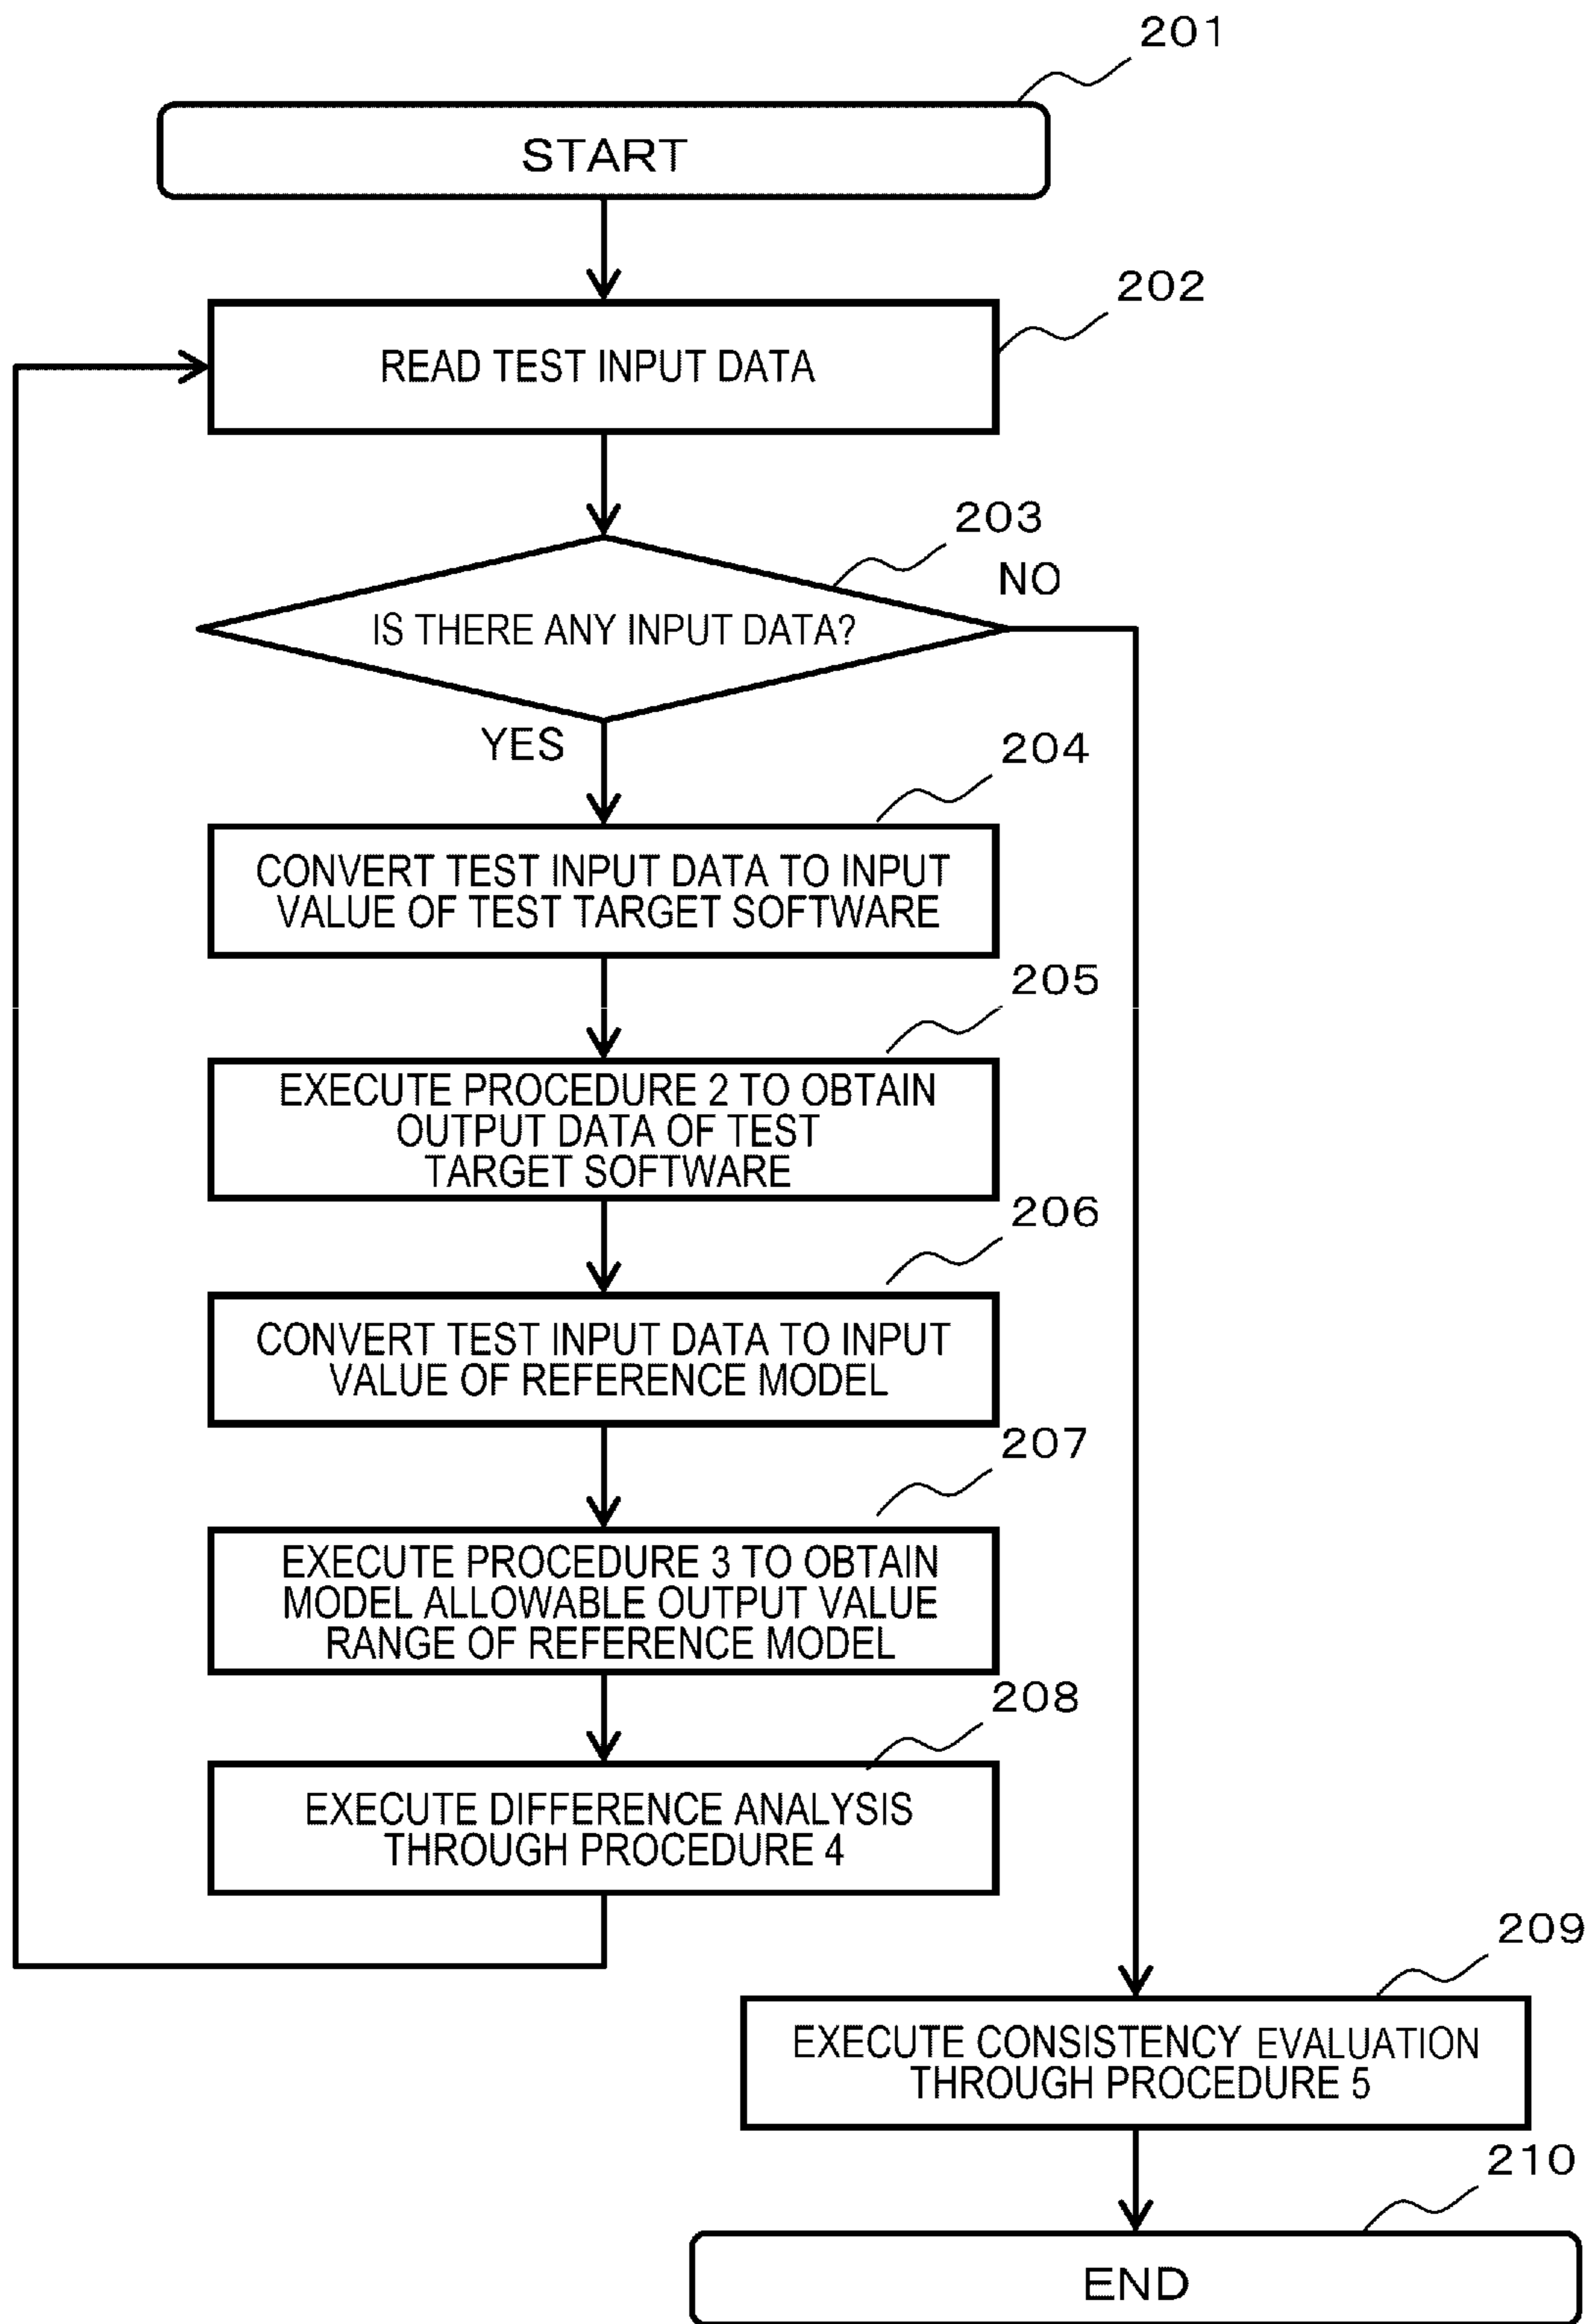 201
START
202
READ TEST INPUT DATA
203
NO
IS THERE ANY INPUT DATA?
YES
204
CONVERT TEST INPUT DATA TO INPUT
VALUE OF TEST TARGET SOFTWARE
205
EXECUTE PROCEDURE 2 TO OBTAIN
OUTPUT DATA OF TEST
TARGET SOFTWARE
206
CONVERT TEST INPUT DATA TO INPUT
VALUE OF REFERENCE MODEL
207
EXECUTE PROCEDURE 3 TO OBTAIN
MODEL ALLOWABLE OUTPUT VALUE
RANGE OF REFERENCE MODEL
208
EXECUTE DIFFERENCE ANALYSIS
THROUGH PROCEDURE 4
209
EXECUTE CONSISTENCY EVALUATION
THROUGH PROCEDURE 5
210
END